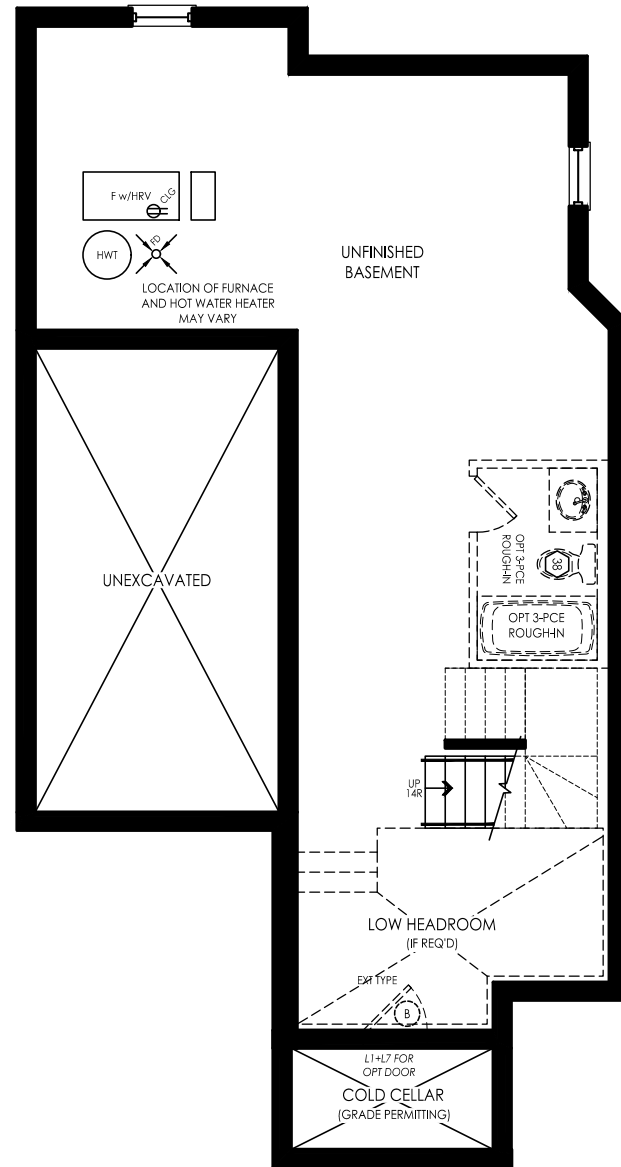 F w/HRV
CLG
HWT
FD
LOCATION OF FURNACE
AND HOT WATER HEATER
MAY VARY
UNFINISHED
BASEMENT
UNEXCAVATED
OPT 3-PCE
ROUGH-IN
38
OPT 3-PCE
ROUGH-IN
UP
14R
LOW HEADROOM
(IF REQ'D)
EXT TYPE
B
L1+L7 FOR
OPT DOOR
COLD CELLAR
(GRADE PERMITTING)